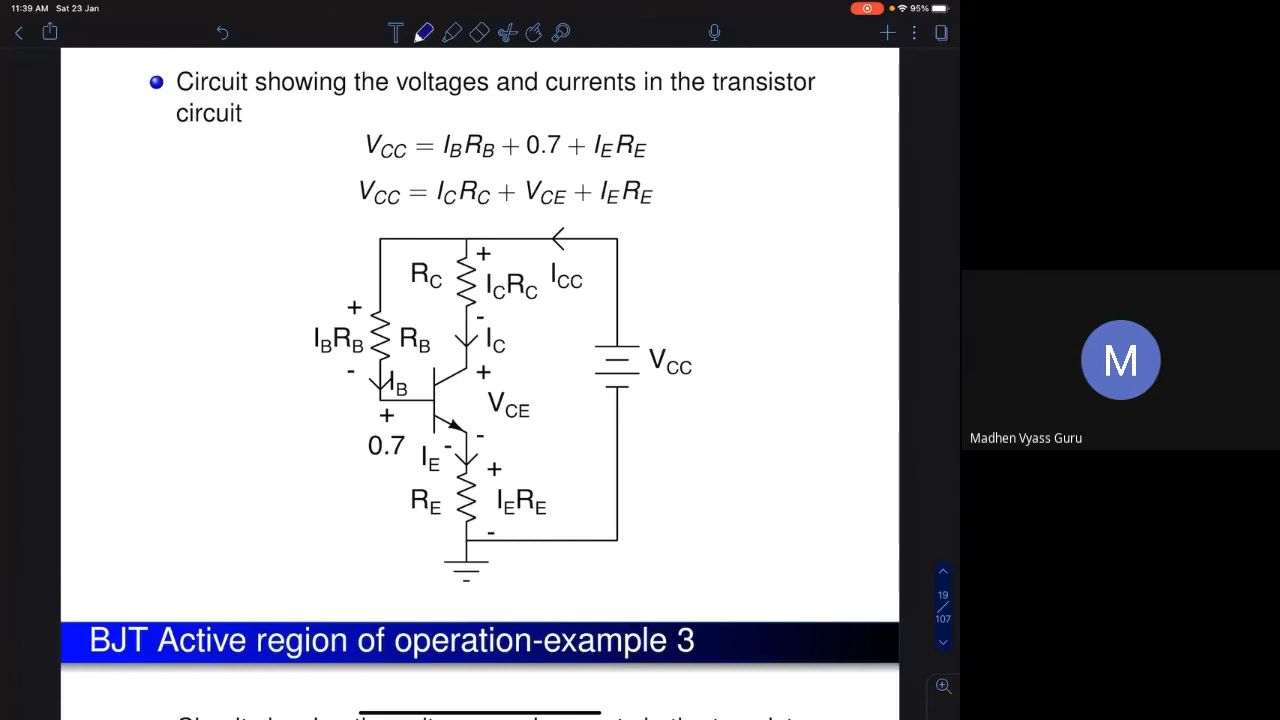 11:39 AM Sat 23 Jan
95%
T
Circuit showing the voltages and currents in the transistor
circuit
V_CC = I_B R_B + 0.7 + I_E R_E
V_CC = I_C R_C + V_CE + I_E R_E
R_C
+
I_C R_C
-
I_CC
+
I_B R_B
R_B
-
I_C
I_B
+
V_CE
-
V_CC
+
0.7
-
I_E
+
R_E
I_E R_E
-
19
107
M
Madhen Vyass Guru
BJT Active region of operation-example 3